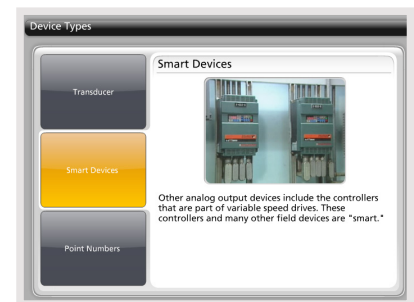 Device Types
Transducer
Smart Devices
Point Numbers
Smart Devices
Other analog output devices include the controllers
that are part of variable speed drives. These
controllers and many other field devices are "smart."